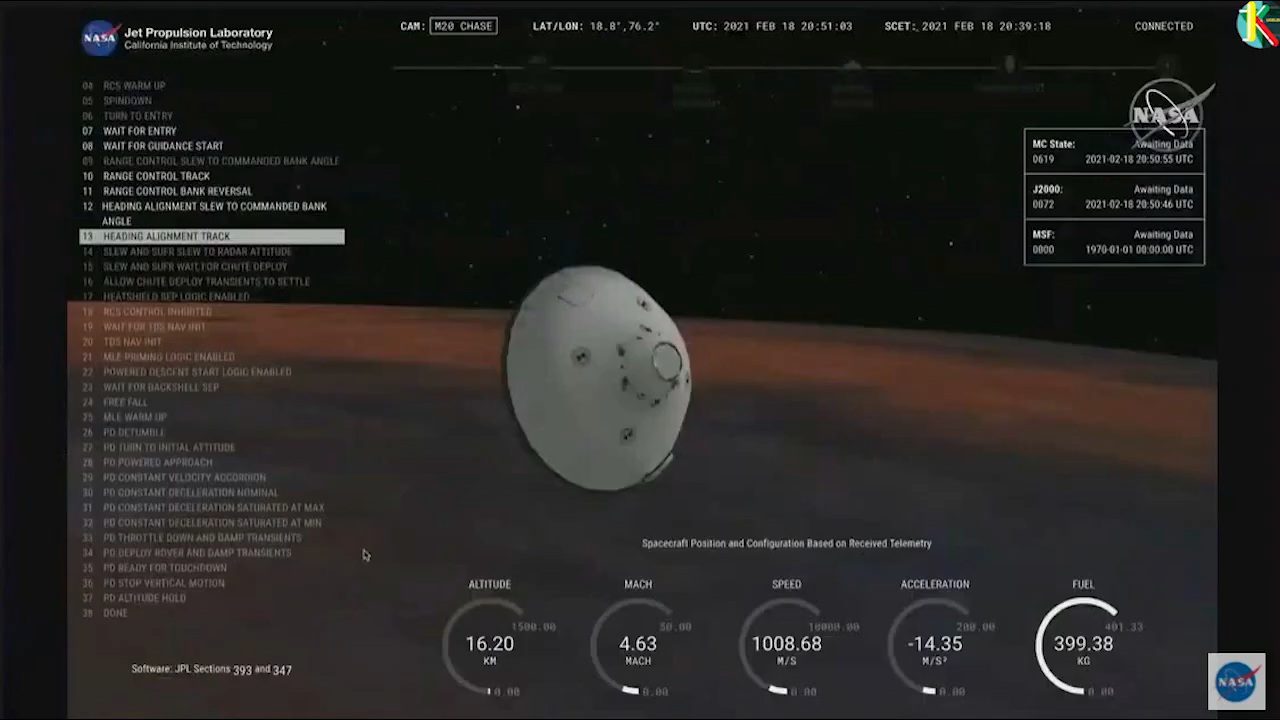 NASA
Jet Propulsion Laboratory
California Institute of Technology
CAM: M20 CHASE LAT/LON: 18.8°,76.2° UTC: 2021 FEB 18 20:51:03 SCET: 2021 FEB 18 20:39:18 CONNECTED
JK
NASA
MC State: Awaiting Data
0619 2021-02-18 20:50:55 UTC
J2000: Awaiting Data
0072 2021-02-18 20:50:46 UTC
MSF: Awaiting Data
0000 1970-01-01 00:00:00 UTC
04 RCS WARM UP
05 SPINDOWN
06 TURN TO ENTRY
07 WAIT FOR ENTRY
08 WAIT FOR GUIDANCE START
09 RANGE CONTROL SLEW TO COMMANDED BANK ANGLE
10 RANGE CONTROL TRACK
11 RANGE CONTROL BANK REVERSAL
12 HEADING ALIGNMENT SLEW TO COMMANDED BANK
ANGLE
13 HEADING ALIGNMENT TRACK
14 SLEW AND SUFR SLEW TO RADAR ATTITUDE
15 SLEW AND SUFR WAIT FOR CHUTE DEPLOY
16 ALLOW CHUTE DEPLOY TRANSIENTS TO SETTLE
17 HEATSHIELD SEP LOGIC ENABLED
18 RCS CONTROL INHIBITED
19 WAIT FOR TDS NAV INIT
20 TDS NAV INIT
21 MLE PRIMING LOGIC ENABLED
22 POWERED DESCENT START LOGIC ENABLED
23 WAIT FOR BACKSHELL SEP
24 FREE FALL
25 MLE WARM UP
26 PD DETUMBLE
27 PD TURN TO INITIAL ATTITUDE
28 PD POWERED APPROACH
29 PD CONSTANT VELOCITY ACCORDION
30 PD CONSTANT DECELERATION NOMINAL
31 PD CONSTANT DECELERATION SATURATED AT MAX
32 PD CONSTANT DECELERATION SATURATED AT MIN
33 PD THROTTLE DOWN AND DAMP TRANSIENTS
34 PD DEPLOY ROVER AND DAMP TRANSIENTS
35 PD READY FOR TOUCHDOWN
36 PD STOP VERTICAL MOTION
37 PD ALTITUDE HOLD
38 DONE
Software: JPL Sections 393 and 347
Spacecraft Position and Configuration Based on Received Telemetry
ALTITUDE MACH SPEED ACCELERATION FUEL
1500.00 50.00 10000.00 200.00 401.33
16.20 4.63 1008.68 -14.35 399.38
KM MACH M/S M/S² KG
0.00 0.00 0.00 0.00 0.00
NASA